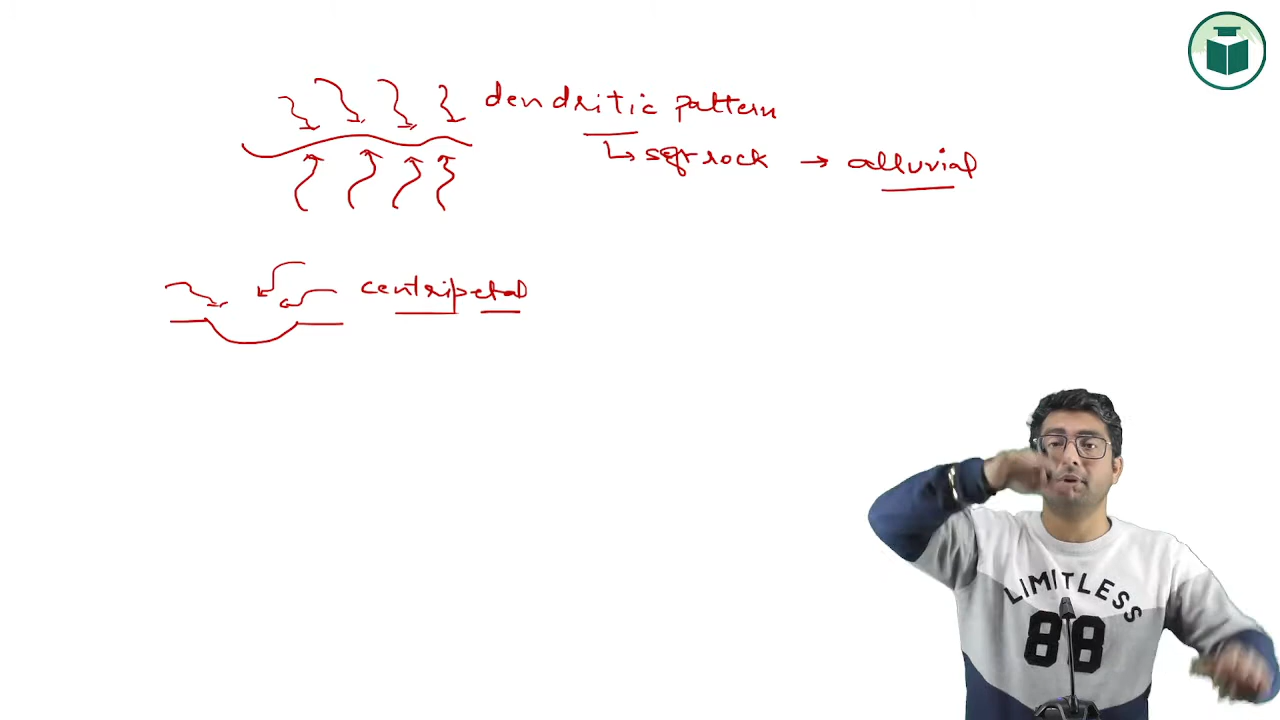 dendritic pattern
↳ soft rock → alluvial
centripetal
LIMITLESS
88